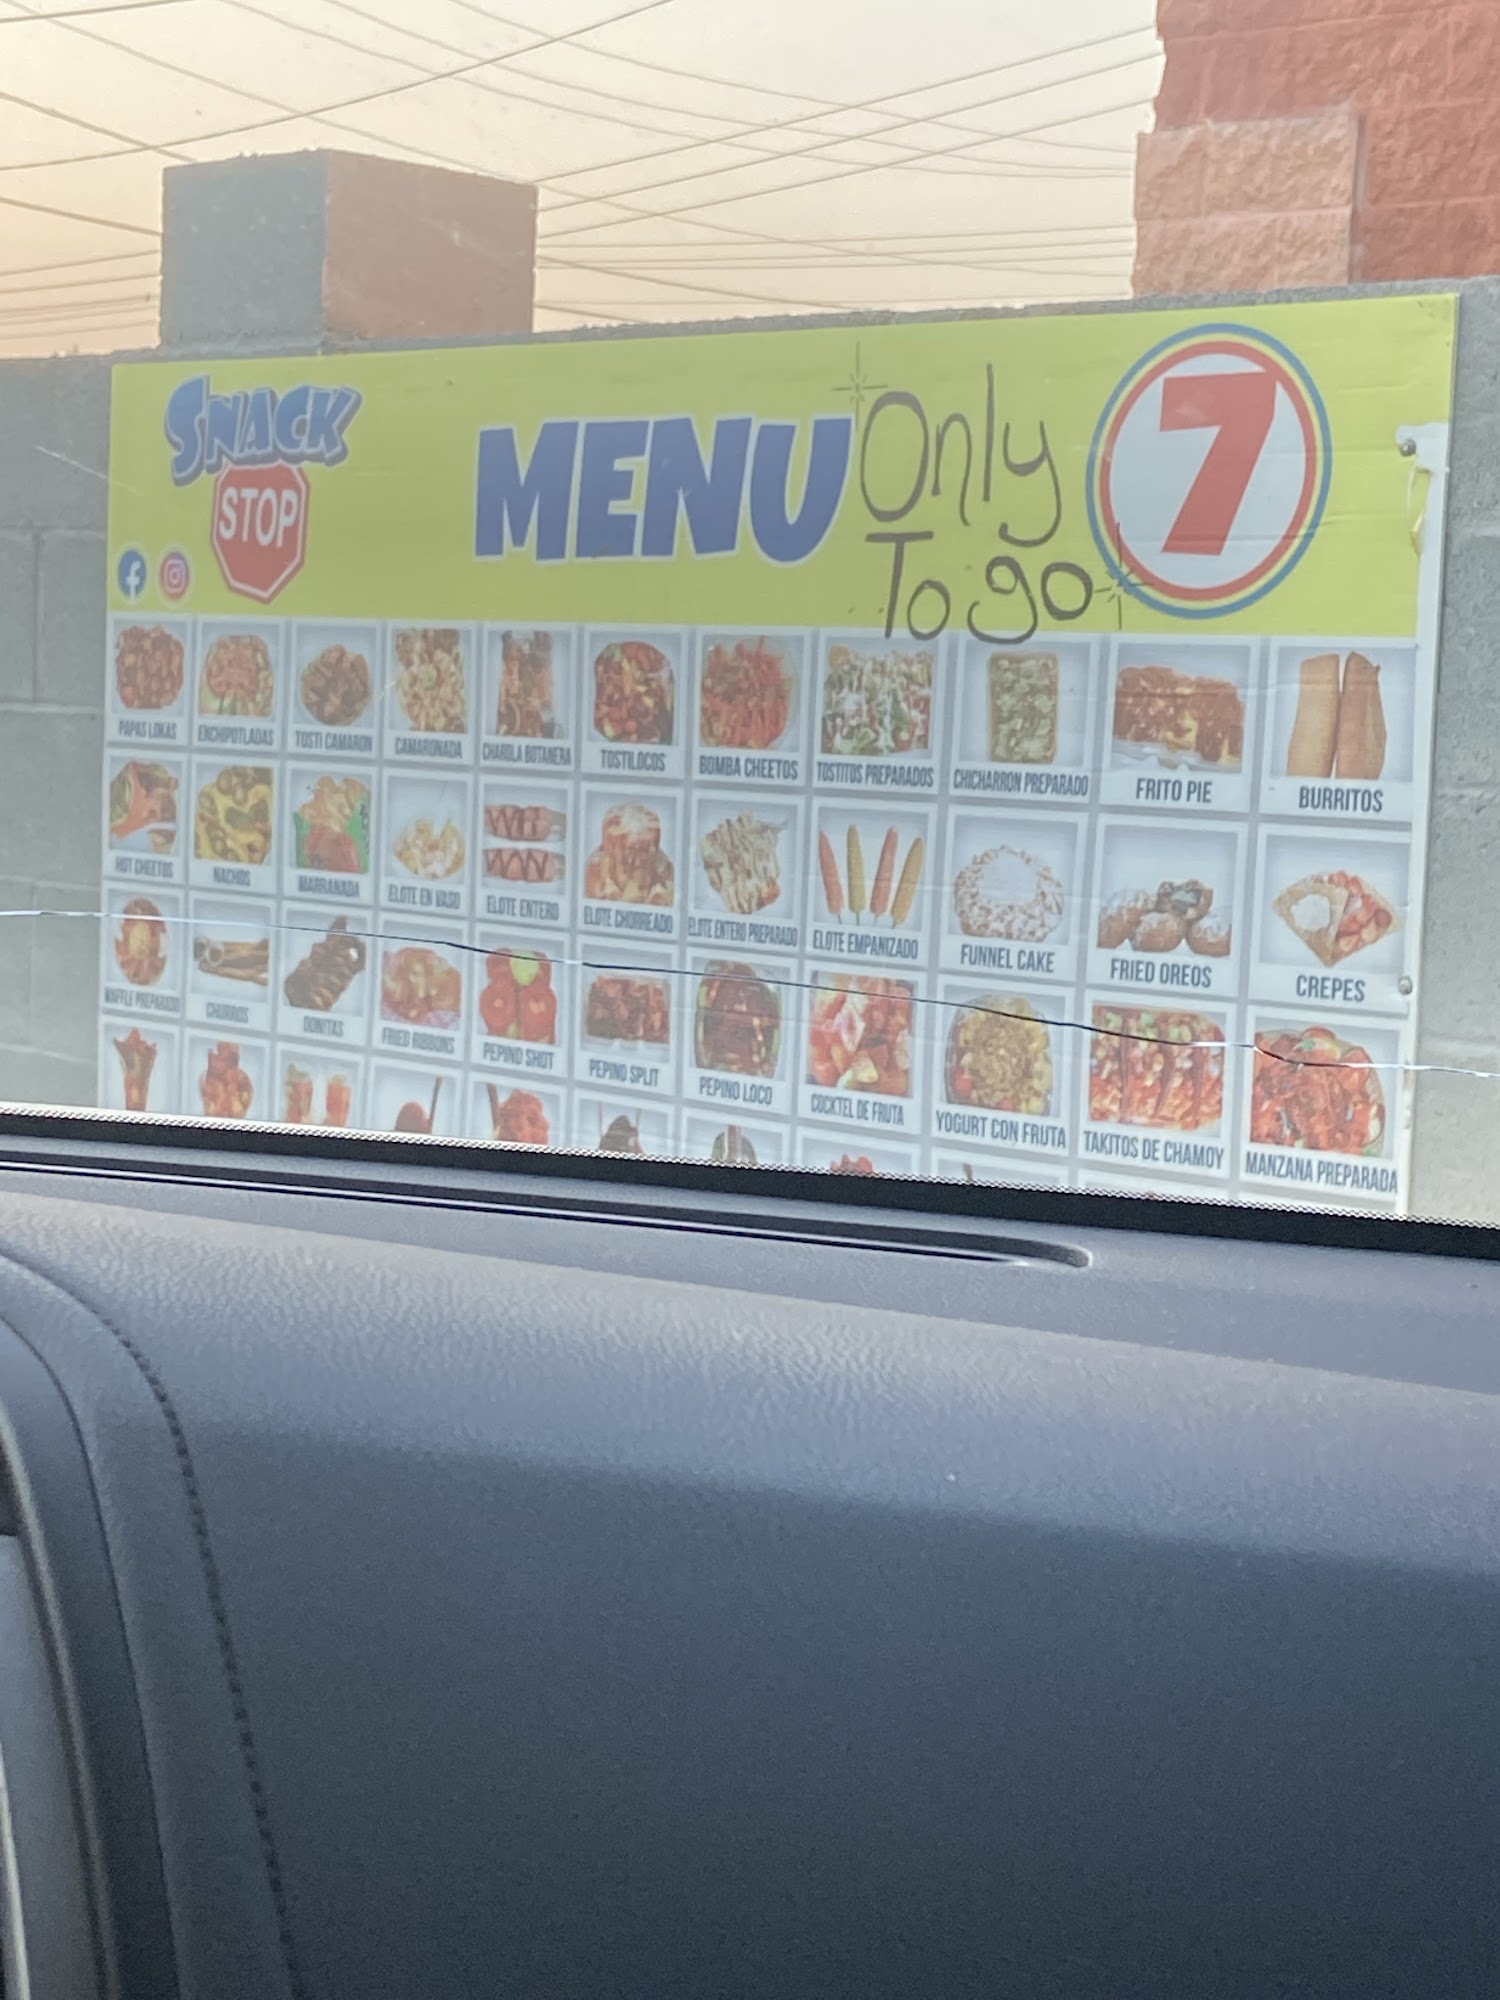 SNACK
STOP
MENU
Only
To go
7
PAPAS LOKAS ENCHIPOTLADAS TOSTI CAMARON CAMARONADA CHAROLA BOTANERA TOSTILOCOS BOMBA CHEETOS TOSTITOS PREPARADOS CHICHARRON PREPARADO FRITO PIE BURRITOS
HOT CHEETOS NACHOS MARRANADA ELOTE EN VASO ELOTE ENTERO ELOTE CHORREADO ELOTE ENTERO PREPARADO ELOTE EMPANIZADO FUNNEL CAKE FRIED OREOS CREPES
WAFFLE PREPARADO CHURROS DONITAS FRIED RIBBONS PEPINO SHOT PEPINO SPLIT PEPINO LOCO COCKTEL DE FRUTA YOGURT CON FRUTA TAKITOS DE CHAMOY MANZANA PREPARADA